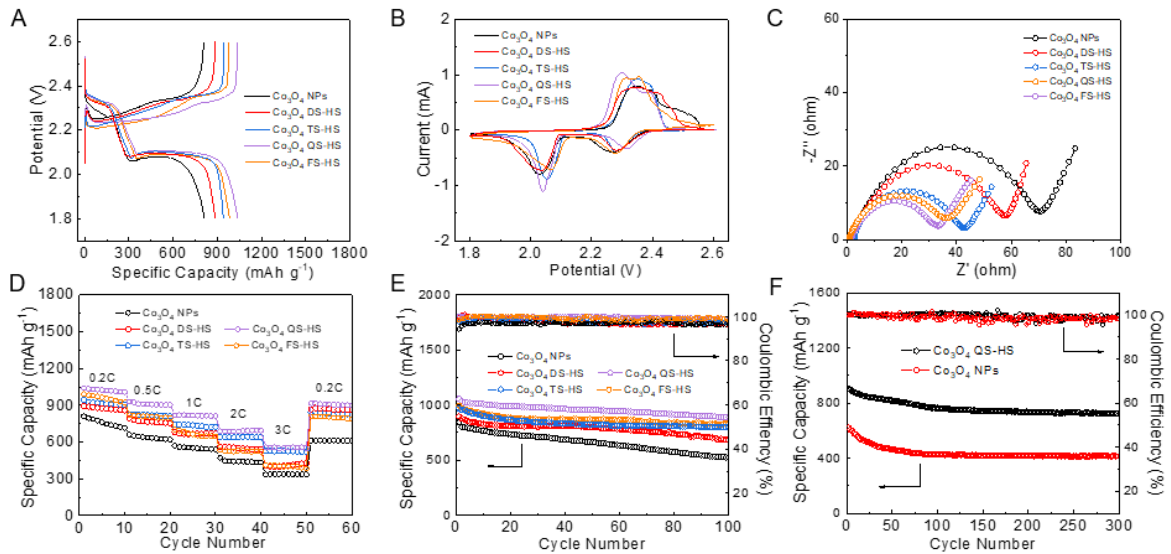 A
Potential (V)
2.6
2.4
2.2
2.0
1.8
0 300 600 900 1200 1500 1800
Specific Capacity (mAh g⁻¹)
Co₃O₄ NPs
Co₃O₄ DS-HS
Co₃O₄ TS-HS
Co₃O₄ QS-HS
Co₃O₄ FS-HS
B
Current (mA)
2
1
0
-1
-2
1.8 2.0 2.2 2.4 2.6
Potential (V)
Co₃O₄ NPs
Co₃O₄ DS-HS
Co₃O₄ TS-HS
Co₃O₄ QS-HS
Co₃O₄ FS-HS
C
-Z'' (ohm)
60
40
20
0
0 20 40 60 80 100
Z' (ohm)
Co₃O₄ NPs
Co₃O₄ DS-HS
Co₃O₄ TS-HS
Co₃O₄ QS-HS
Co₃O₄ FS-HS
D
Specific Capacity (mAh g⁻¹)
1800
1500
1200
900
600
300
0
0 10 20 30 40 50 60
Cycle Number
Co₃O₄ NPs
Co₃O₄ DS-HS Co₃O₄ QS-HS
Co₃O₄ TS-HS Co₃O₄ FS-HS
0.2C
0.5C
1C
2C
3C
0.2C
E
Specific Capacity (mAh g⁻¹)
2000
1800
1500
1000
500
0
0 20 40 60 80 100
Cycle Number
Co₃O₄ NPs
Co₃O₄ DS-HS Co₃O₄ QS-HS
Co₃O₄ TS-HS Co₃O₄ FS-HS
100
80
60
40
20
Coulombic Effiency (%)
F
Specific Capacity (mAh g⁻¹)
1600
1200
800
400
0
0 50 100 150 200 250 300
Cycle Number
Co₃O₄ QS-HS
Co₃O₄ NPs
100
80
60
40
20
Coulombic Efficiency (%)